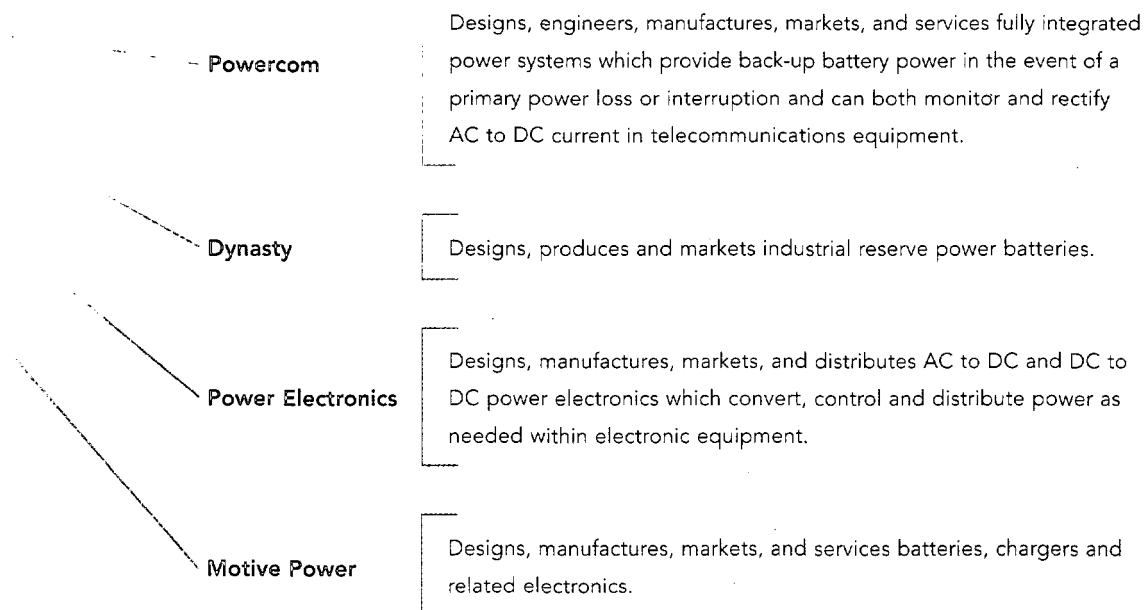 Designs, engineers, manufactures, markets, and services fully integrated
Powercom
power systems which provide back-up battery power in the event of a
primary power loss or interruption and can both monitor and rectify
AC to DC current in telecommunications equipment.
Dynasty
Designs, produces and markets industrial reserve power batteries.
Designs, manufactures, markets, and distributes AC to DC and DC to
Power Electronics
DC power electronics which convert, control and distribute power as
needed within electronic equipment.
Designs, manufactures, markets, and services batteries, chargers and
Motive Power
related electronics.